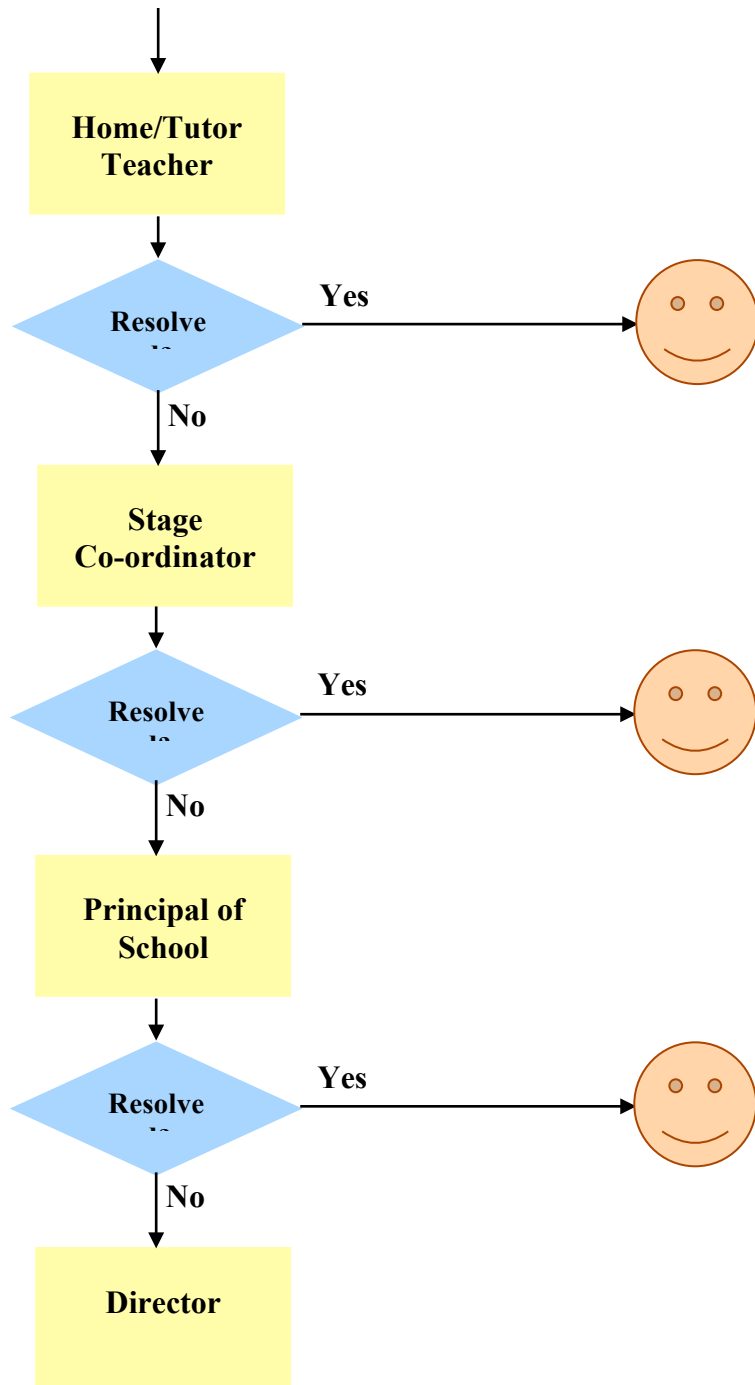 Home/Tutor
Teacher
Resolve
Yes
No
Stage
Co-ordinator
Resolve
Yes
No
Principal of
School
Resolve
Yes
No
Director